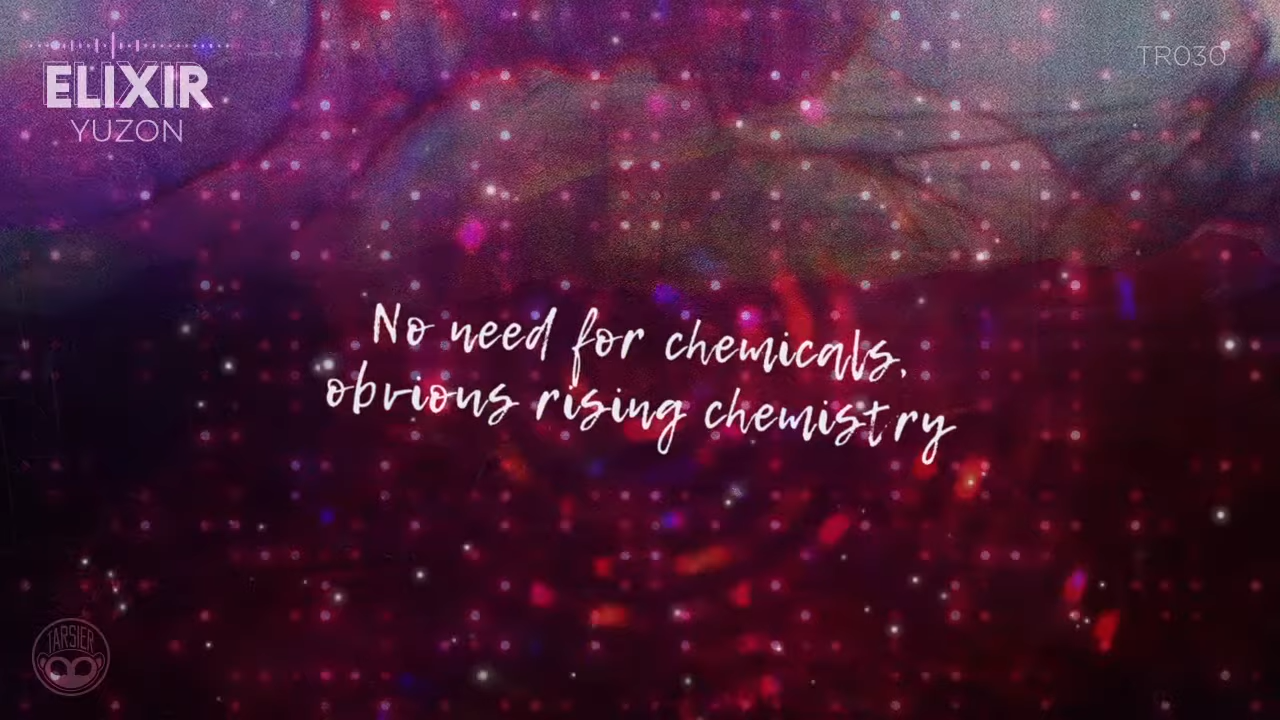 ELIXIR
YUZON
TR030
No need for chemicals,
obvious rising chemistry
TARSIER